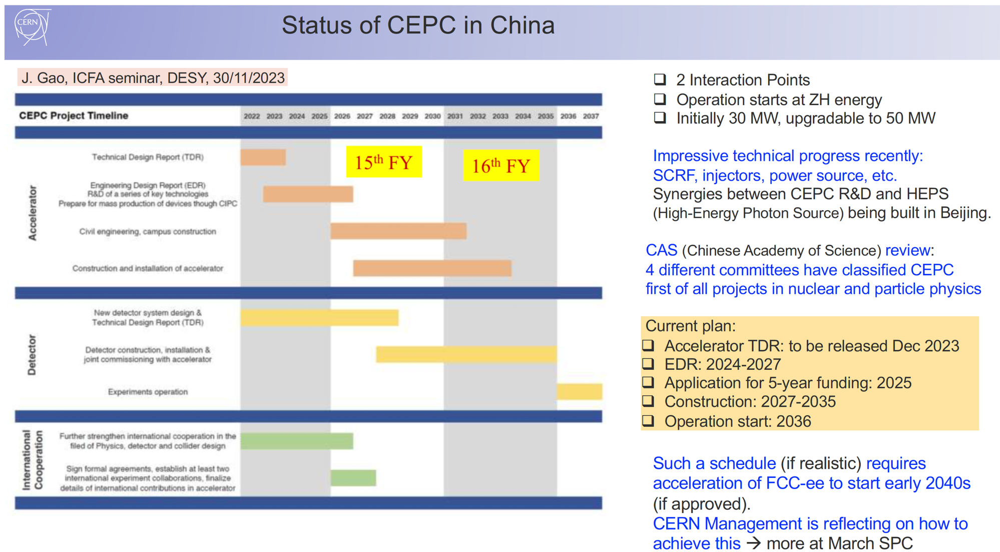 CERN
Status of CEPC in China
J. Gao, ICFA seminar, DESY, 30/11/2023
CEPC Project Timeline 2022 2023 2024 2025 2026 2027 2028 2029 2030 2031 2032 2033 2034 2035 2036 2037
15th FY
16th FY
Accelerator
Technical Design Report (TDR)
Engineering Design Report (EDR)
R&D of a series of key technologies
Prepare for mass production of devices though CIPC
Civil engineering, campus construction
Construction and installation of accelerator
Detector
New detector system design &
Technical Design Report (TDR)
Detector construction, installation &
joint commissioning with accelerator
Experiments operation
International
Cooperation
Further strengthen international cooperation in the
filed of Physics, detector and collider design
Sign formal agreements, establish at least two
international experiment collaborations, finalize
details of international contributions in accelerator
❑ 2 Interaction Points
❑ Operation starts at ZH energy
❑ Initially 30 MW, upgradable to 50 MW
Impressive technical progress recently:
SCRF, injectors, power source, etc.
Synergies between CEPC R&D and HEPS
(High-Energy Photon Source) being built in Beijing.
CAS (Chinese Academy of Science) review:
4 different committees have classified CEPC
first of all projects in nuclear and particle physics
Current plan:
❑ Accelerator TDR: to be released Dec 2023
❑ EDR: 2024-2027
❑ Application for 5-year funding: 2025
❑ Construction: 2027-2035
❑ Operation start: 2036
Such a schedule (if realistic) requires
acceleration of FCC-ee to start early 2040s
(if approved).
CERN Management is reflecting on how to
achieve this → more at March SPC